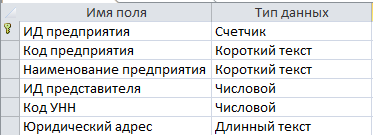 Имя поля Тип данных
ИД предприятия Счетчик
Код предприятия Короткий текст
Наименование предприятия Короткий текст
ИД представителя Числовой
Код УНН Числовой
Юридический адрес Длинный текст